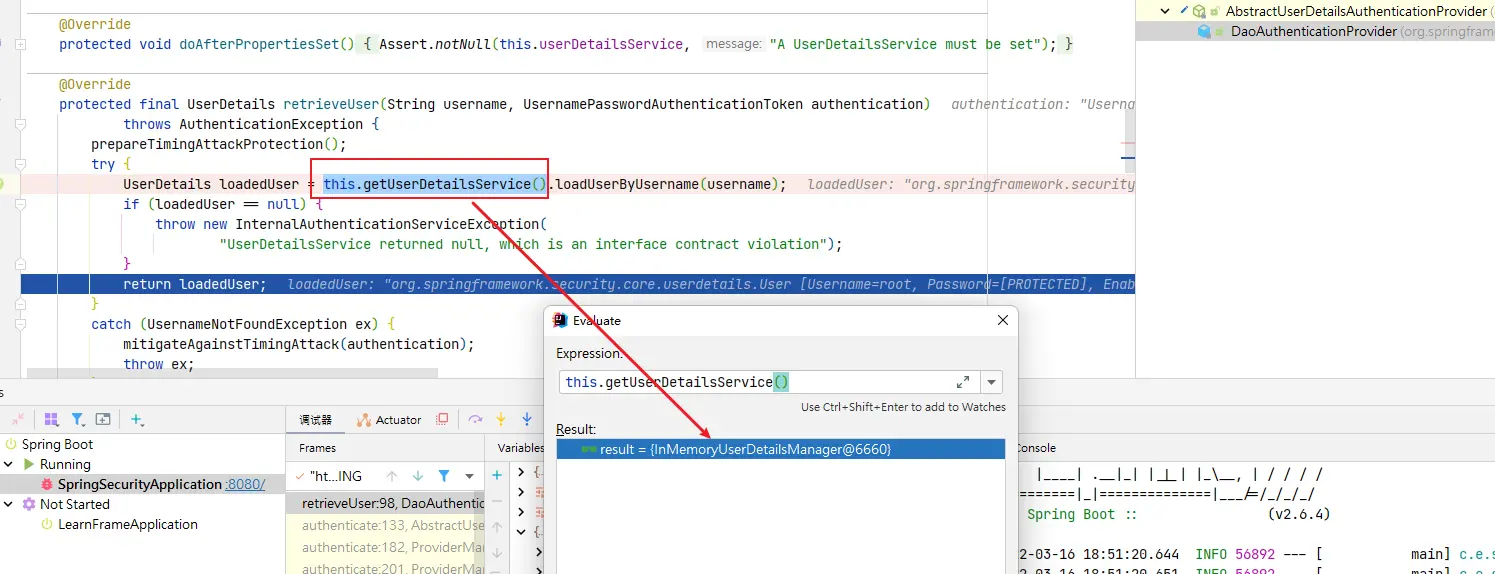 @Override
protected void doAfterPropertiesSet() { Assert.notNull(this.userDetailsService, message: "A UserDetailsService must be set"); }
@Override
protected final UserDetails retrieveUser(String username, UsernamePasswordAuthenticationToken authentication) authentication: "Userna
throws AuthenticationException {
prepareTimingAttackProtection();
try {
UserDetails loadedUser = this.getUserDetailsService().loadUserByUsername(username); loadedUser: "org.springframework.security
if (loadedUser == null) {
throw new InternalAuthenticationServiceException(
"UserDetailsService returned null, which is an interface contract violation");
}
return loadedUser; loadedUser: "org.springframework.security.core.userdetails.User [Username=root, Password=[PROTECTED], Enab
}
catch (UsernameNotFoundException ex) {
mitigateAgainstTimingAttack(authentication);
throw ex;
AbstractUserDetailsAuthenticationProvider (
DaoAuthenticationProvider (org.springfram
Evaluate
Expression:
this.getUserDetailsService()
Use Ctrl+Shift+Enter to add to Watches
Result:
result = {InMemoryUserDetailsManager@6660}
Spring Boot
Running
SpringSecurityApplication :8080/
Not Started
LearnFrameApplication
调试器
Actuator
Frames
Variables
"ht...ING
retrieveUser:98, DaoAuthentic
authenticate:133, AbstractUse
authenticate:182, ProviderMa
authenticate:201, ProviderMa
Console
|____| .__|_| |_|_| |_\__, | / / / /
=======|_|==============|___/=/_/_/_/
Spring Boot :: (v2.6.4)
2-03-16 18:51:20.644 INFO 56892 --- [ main] c.e.s
2-03-16 18:51:20.651 INFO 56892 --- [ main] c.e.s